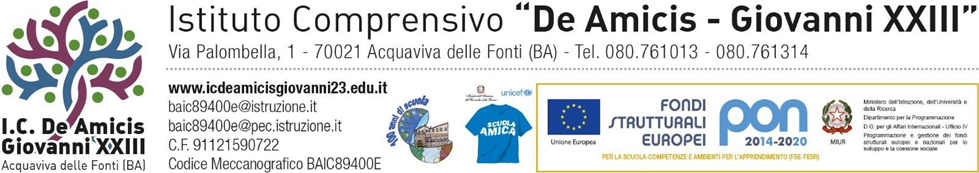 Istituto Comprensivo “De Amicis - Giovanni XXIII”
Via Palombella, 1 - 70021 Acquaviva delle Fonti (BA) - Tel. 080.761013 - 080.761314
I.C. De Amicis
Giovanni XXIII
Acquaviva delle Fonti (BA)
www.icdeamicisgiovanni23.edu.it
baic89400e@istruzione.it
baic89400e@pec.istruzione.it
C.F. 91121590722
Codice Meccanografico BAIC89400E
100 anni di scuola
unicef
SCUOLA
AMICA
Unione Europea
FONDI
STRUTTURALI
EUROPEI
pon
2014-2020
MIUR
Ministero dell'Istruzione, dell'Università e
della Ricerca
Dipartimento per la Programmazione
D.G. per gli Affari Internazionali - Ufficio IV
Programmazione e gestione dei fondi
strutturali europei e nazionali per lo
sviluppo e la coesione sociale
PER LA SCUOLA-COMPETENZE E AMBIENTI PER L'APPRENDIMENTO (FSE-FESR)